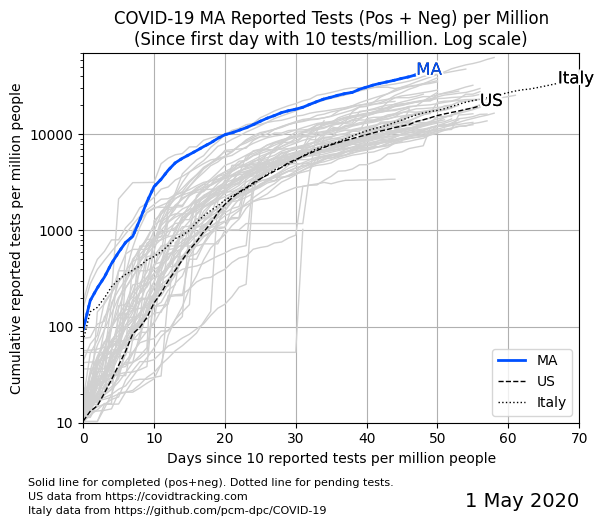 COVID-19 MA Reported Tests (Pos + Neg) per Million
(Since first day with 10 tests/million. Log scale)
Cumulative reported tests per million people
10000
1000
100
10
MA
Italy
US
MA
US
Italy
0 10 20 30 40 50 60 70
Days since 10 reported tests per million people
Solid line for completed (pos+neg). Dotted line for pending tests.
US data from https://covidtracking.com
Italy data from https://github.com/pcm-dpc/COVID-19
1 May 2020